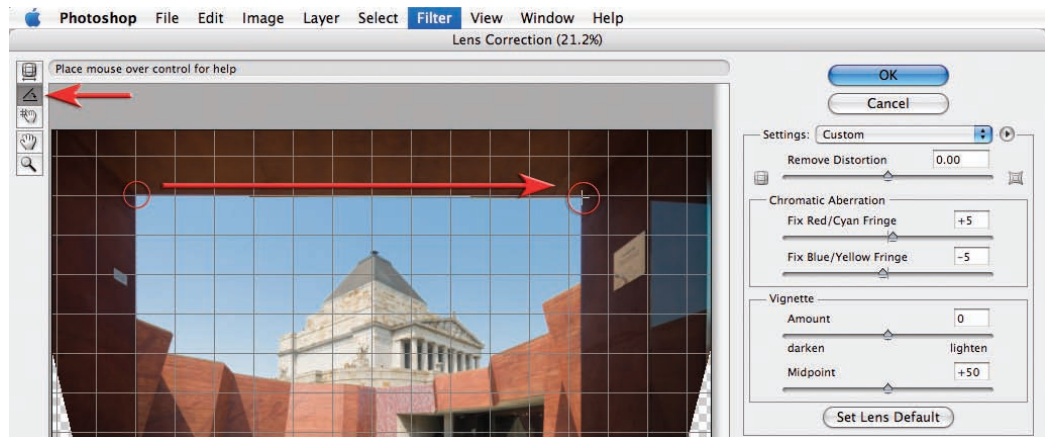 Photoshop File Edit Image Layer Select Filter View Window Help
Lens Correction (21.2%)
Place mouse over control for help
OK
Cancel
Settings: Custom
Remove Distortion 0.00
Chromatic Aberration
Fix Red/Cyan Fringe +5
Fix Blue/Yellow Fringe -5
Vignette
Amount 0
darken lighten
Midpoint +50
Set Lens Default